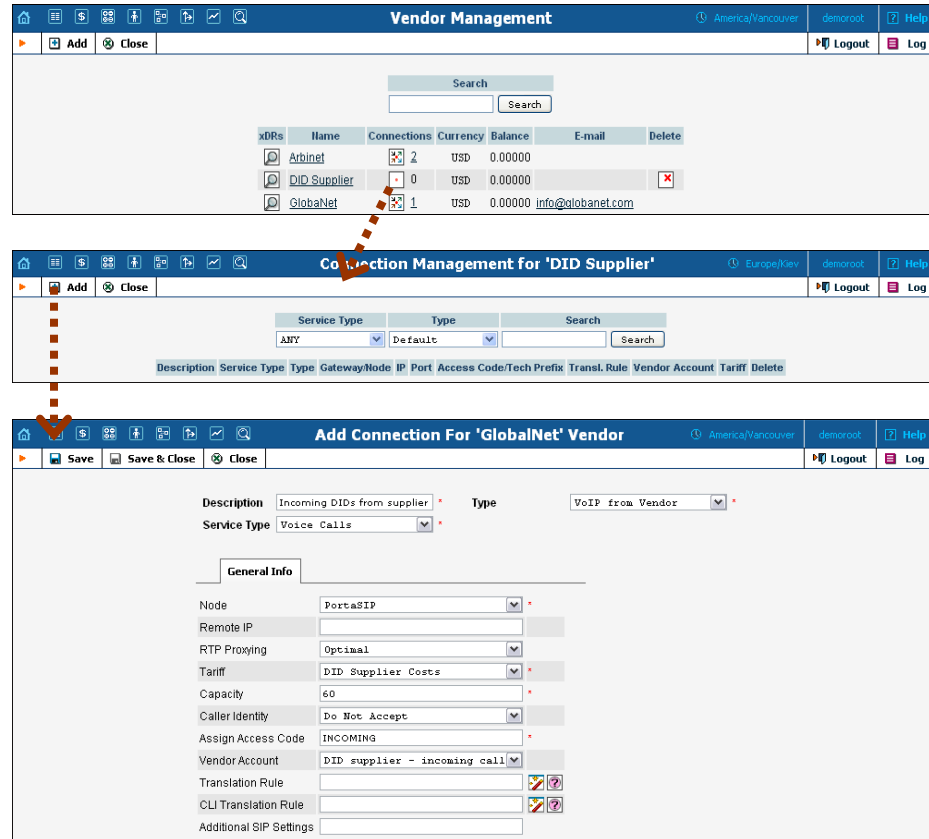 Vendor Management America/Vancouver demoroot ? Help
Add Close Logout Log
Search
Search
xDRs Name Connections Currency Balance E-mail Delete
Arbinet 2 USD 0.00000
DID Supplier 0 USD 0.00000
GlobaNet 1 USD 0.00000 info@globanet.com
Connection Management for 'DID Supplier' Europe/Kiev demoroot ? Help
Add Close Logout Log
Service Type Type Search
ANY Default Search
Description Service Type Type Gateway/Node IP Port Access Code/Tech Prefix Transl. Rule Vendor Account Tariff Delete
Add Connection For 'GlobalNet' Vendor America/Vancouver demoroot ? Help
Save Save & Close Close Logout Log
Description Incoming DIDs from supplier * Type VoIP from Vendor *
Service Type Voice Calls *
General Info
Node PortaSIP *
Remote IP
RTP Proxying Optimal
Tariff DID Supplier Costs *
Capacity 60 *
Caller Identity Do Not Accept
Assign Access Code INCOMING *
Vendor Account DID supplier - incoming call
Translation Rule ?
CLI Translation Rule ?
Additional SIP Settings